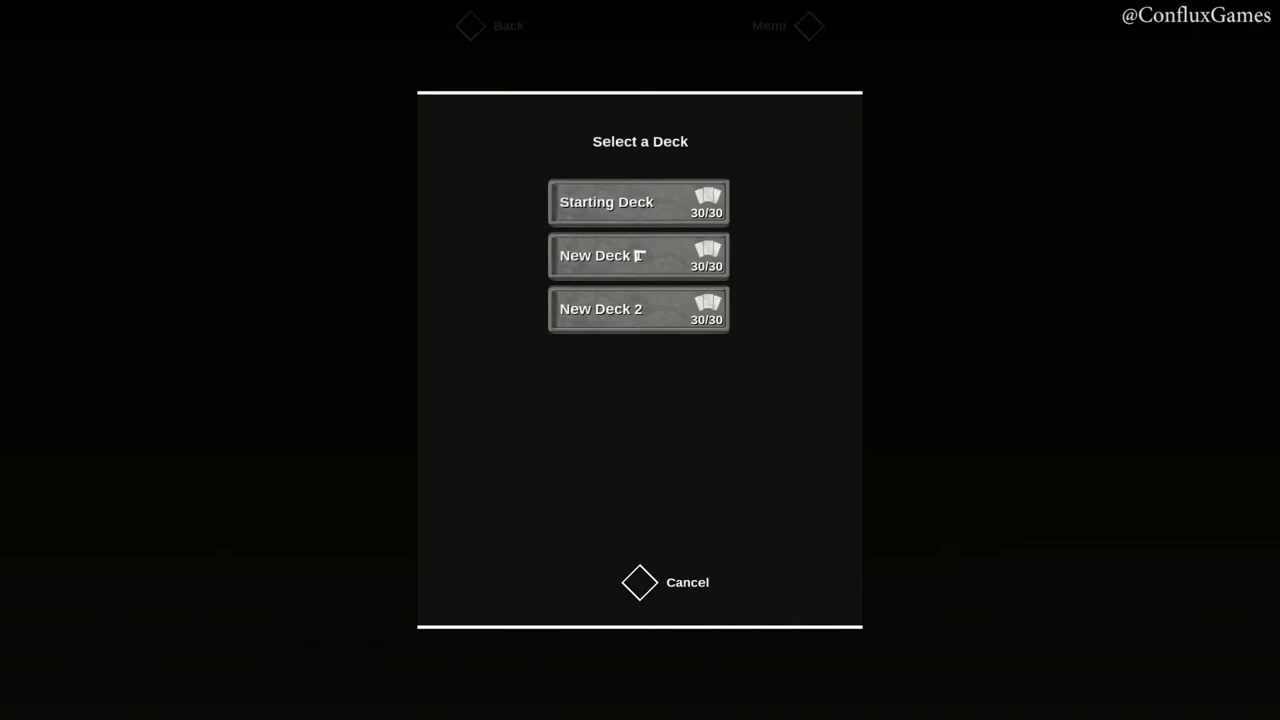 @ConfluxGames
Back
Menu
Select a Deck
Starting Deck
30/30
New Deck 1
30/30
New Deck 2
30/30
Cancel